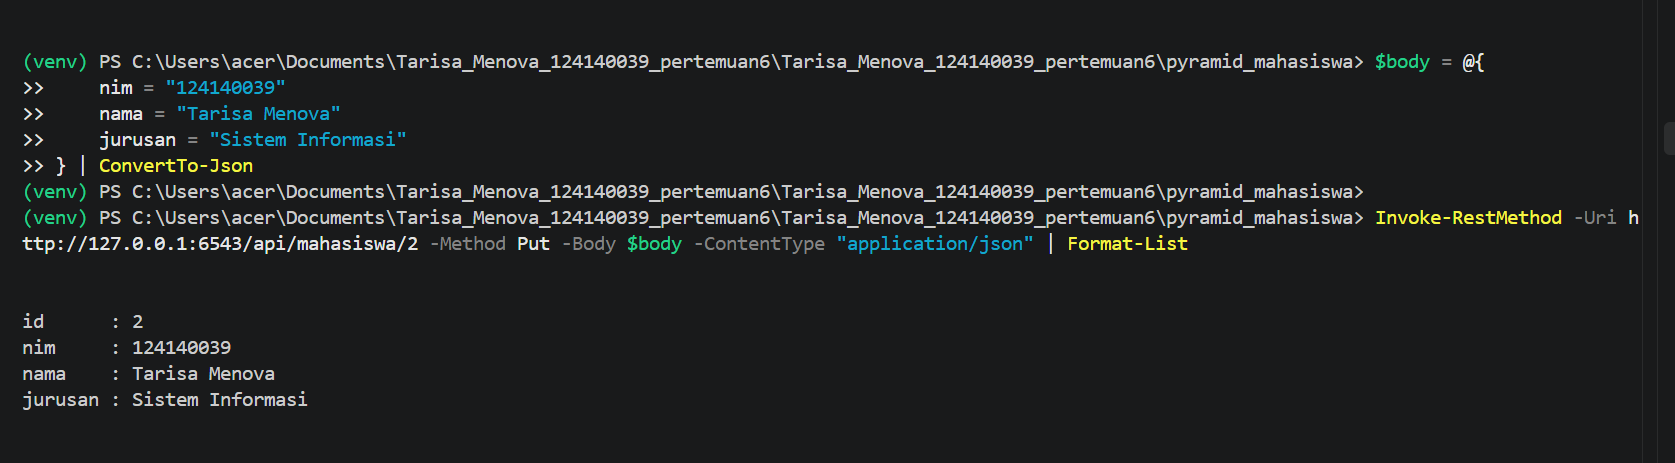 (venv) PS C:\Users\acer\Documents\Tarisa_Menova_124140039_pertemuan6\Tarisa_Menova_124140039_pertemuan6\pyramid_mahasiswa> $body = @{
>>     nim = "124140039"
>>     nama = "Tarisa Menova"
>>     jurusan = "Sistem Informasi"
>> } | ConvertTo-Json
(venv) PS C:\Users\acer\Documents\Tarisa_Menova_124140039_pertemuan6\Tarisa_Menova_124140039_pertemuan6\pyramid_mahasiswa>
(venv) PS C:\Users\acer\Documents\Tarisa_Menova_124140039_pertemuan6\Tarisa_Menova_124140039_pertemuan6\pyramid_mahasiswa> Invoke-RestMethod -Uri h
ttp://127.0.0.1:6543/api/mahasiswa/2 -Method Put -Body $body -ContentType "application/json" | Format-List
id      : 2
nim     : 124140039
nama    : Tarisa Menova
jurusan : Sistem Informasi